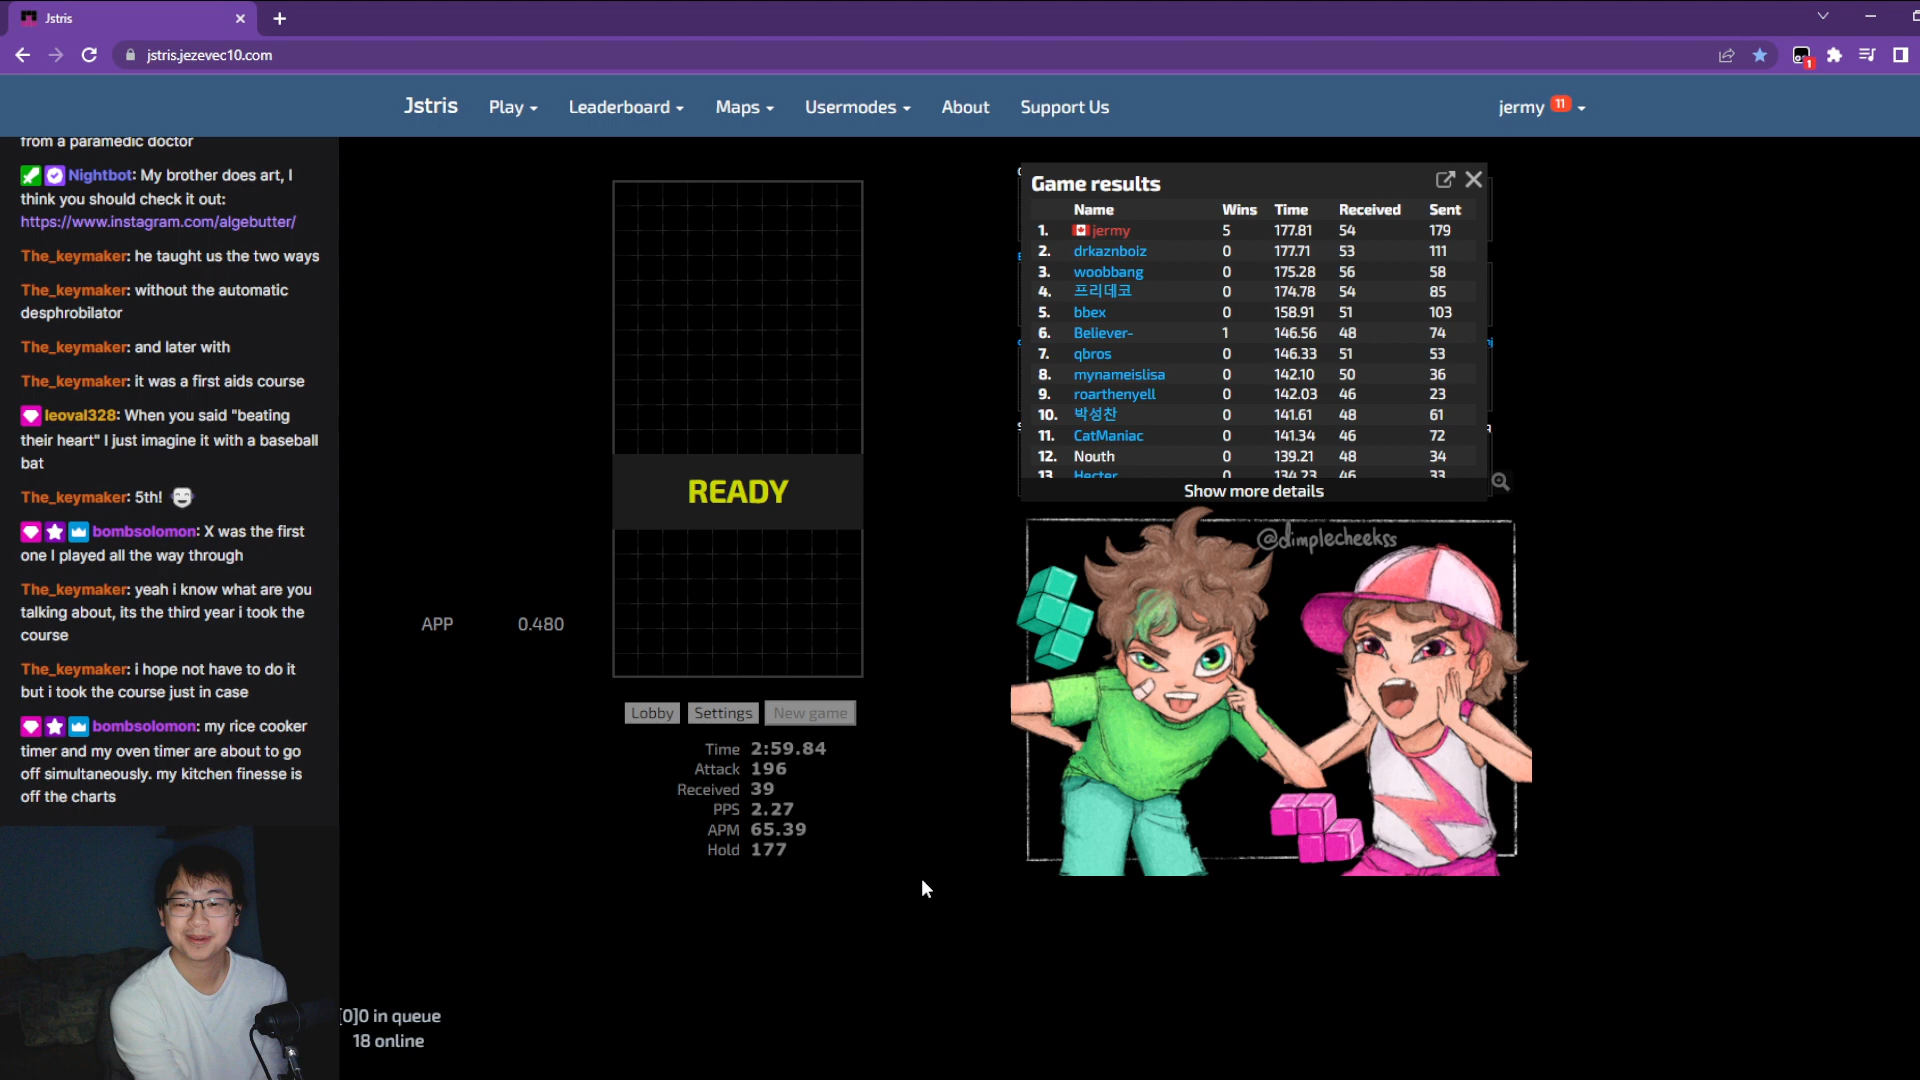 Jstris
jstris.jezevec10.com
1
Jstris Play Leaderboard Maps Usermodes About Support Us jermy 11
from a paramedic doctor
Nightbot: My brother does art, I
think you should check it out:
https://www.instagram.com/algebutter/
The_keymaker: he taught us the two ways
The_keymaker: without the automatic
desphrobilator
The_keymaker: and later with
The_keymaker: it was a first aids course
leoval328: When you said "beating
their heart" I just imagine it with a baseball
bat
The_keymaker: 5th!
bombsolomon: X was the first
one I played all the way through
The_keymaker: yeah i know what are you
talking about, its the third year i took the
course
The_keymaker: i hope not have to do it
but i took the course just in case
bombsolomon: my rice cooker
timer and my oven timer are about to go
off simultaneously. my kitchen finesse is
off the charts
APP 0.480
READY
Lobby Settings New game
Time 2:59.84
Attack 196
Received 39
PPS 2.27
APM 65.39
Hold 177
[0]0 in queue
18 online
Game results
Name Wins Time Received Sent
1. jermy 5 177.81 54 179
2. drkaznboiz 0 177.71 53 111
3. woobbang 0 175.28 56 58
4. 프리데코 0 174.78 54 85
5. bbex 0 158.91 51 103
6. Believer- 1 146.56 48 74
7. qbros 0 146.33 51 53
8. mynameislisa 0 142.10 50 36
9. roarthenyell 0 142.03 46 23
10. 박성찬 0 141.61 48 61
11. CatManiac 0 141.34 46 72
12. Nouth 0 139.21 48 34
13. Hecter 0 134.23 46 33
Show more details
@dimplecheekss